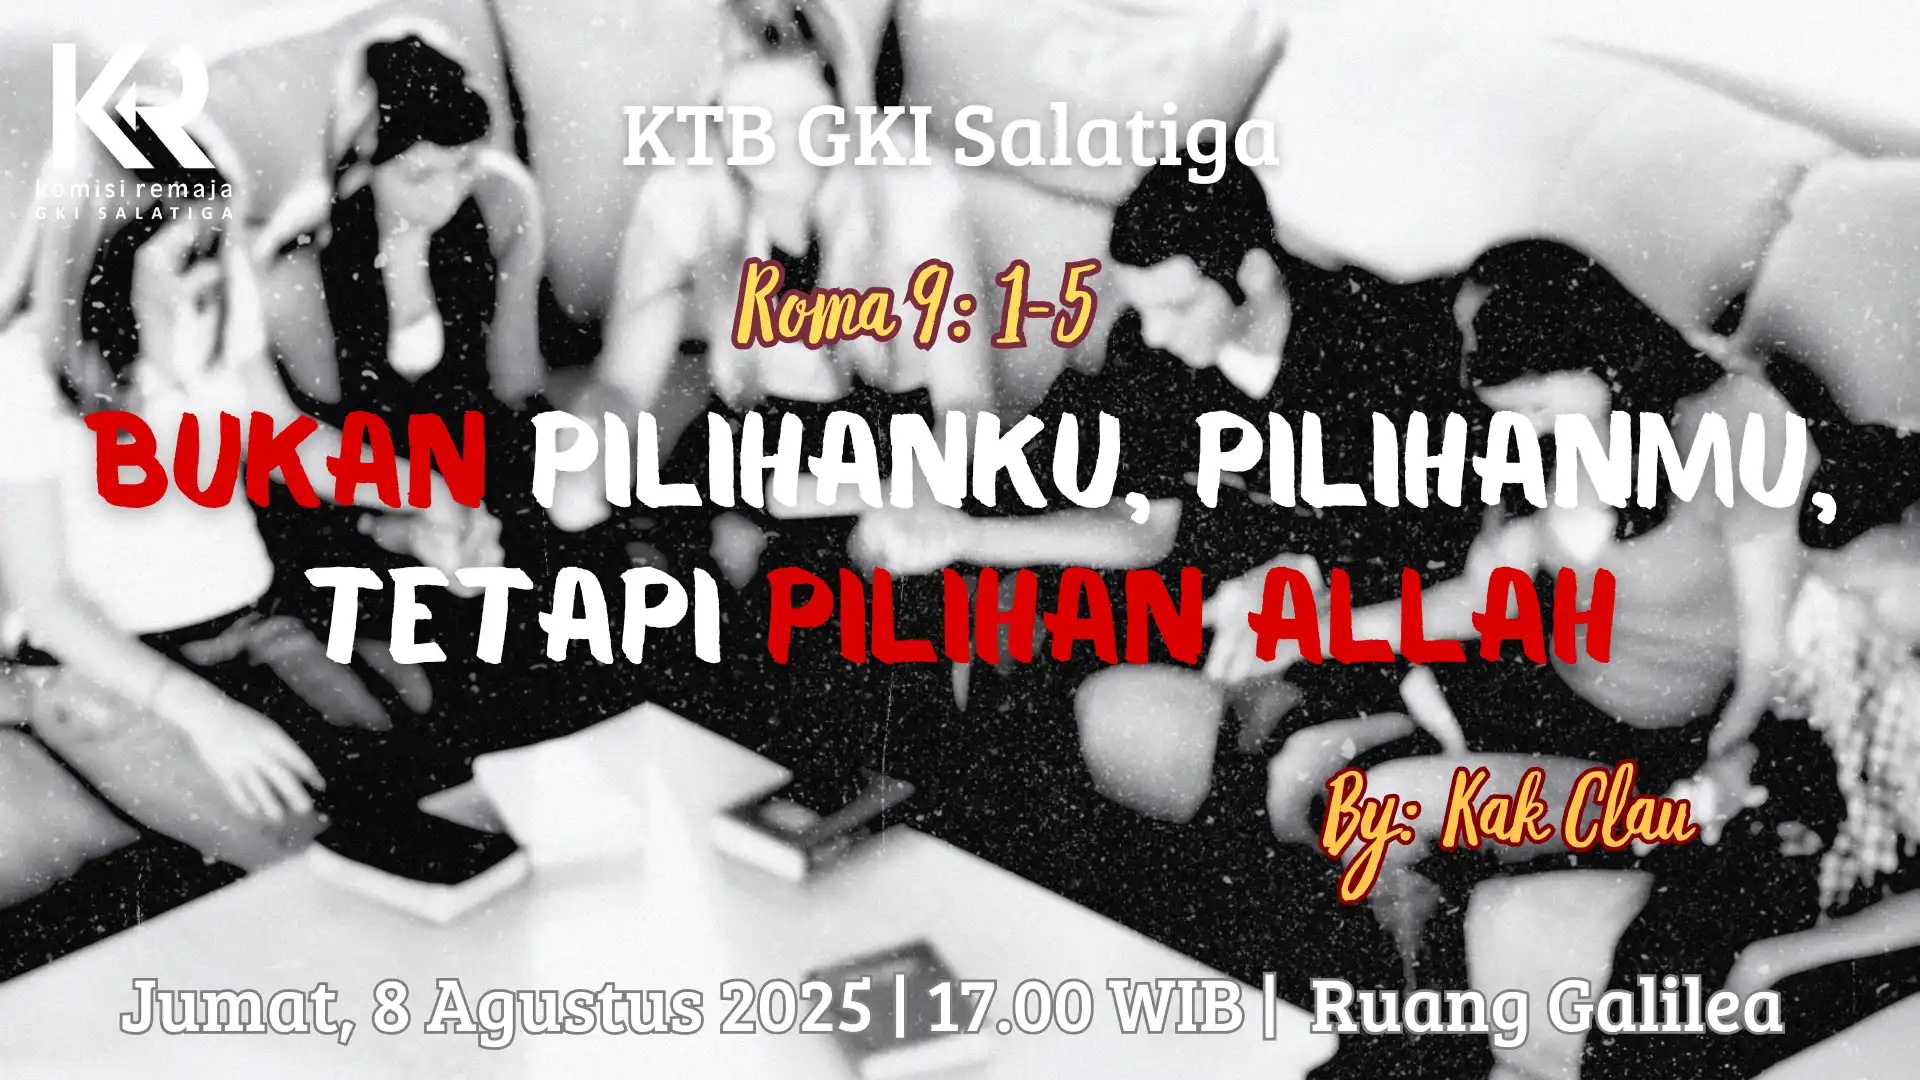 KR
komisi remaja
GKI SALATIGA
KTB GKI Salatiga
Roma 9: 1-5
BUKAN PILIHANKU, PILIHANMU,
TETAPI PILIHAN ALLAH
By: Kak Clau
Jumat, 8 Agustus 2025 | 17.00 WIB | Ruang Galilea